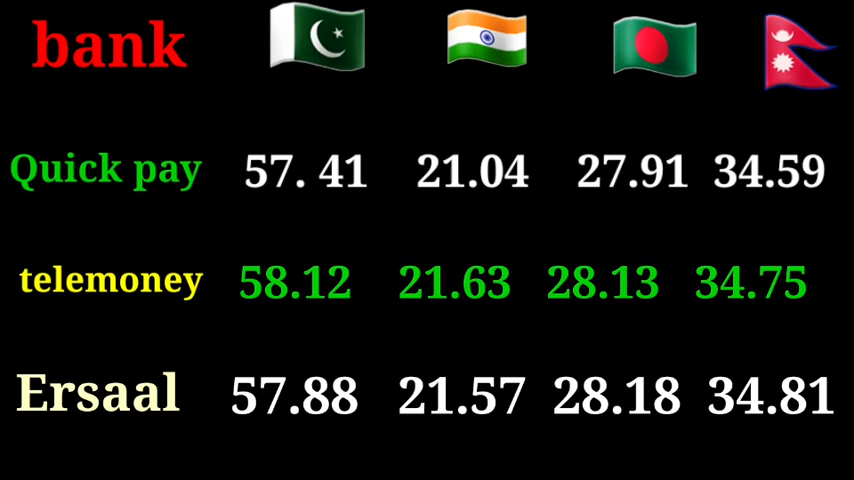 bank
Quick pay 57. 41 21.04 27.91 34.59
telemoney 58.12 21.63 28.13 34.75
Ersaal 57.88 21.57 28.18 34.81